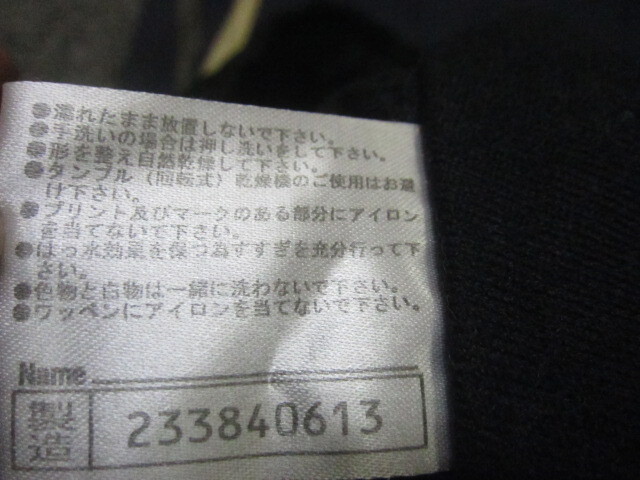 ●濡れたまま放置しないで下さい。
●手洗いの場合は押し洗いをして下さい。
●形を整え自然乾燥して下さい。
●タンブル（回転式）乾燥機のご使用はお避
け下さい。
●プリント及びマークのある部分にアイロン
を当てないで下さい。
●はっ水効果を保つ為すすぎを充分行って下
さい。
●色物と白物は一緒に洗わないで下さい。
●ワッペンにアイロンを当てないで下さい。
Name
製造 233840613